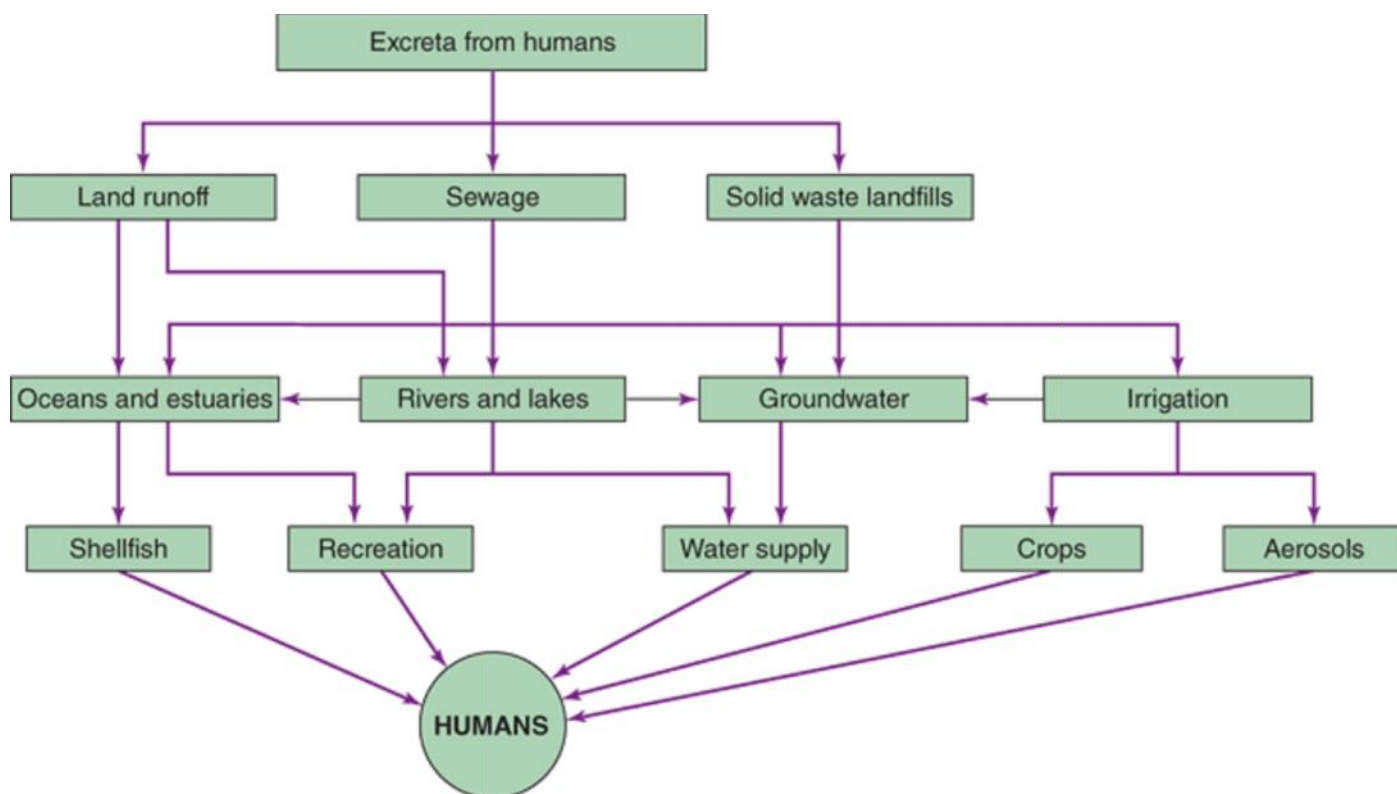 Excreta from humans
Land runoff
Sewage
Solid waste landfills
Oceans and estuaries
Rivers and lakes
Groundwater
Irrigation
Shellfish
Recreation
Water supply
Crops
Aerosols
HUMANS